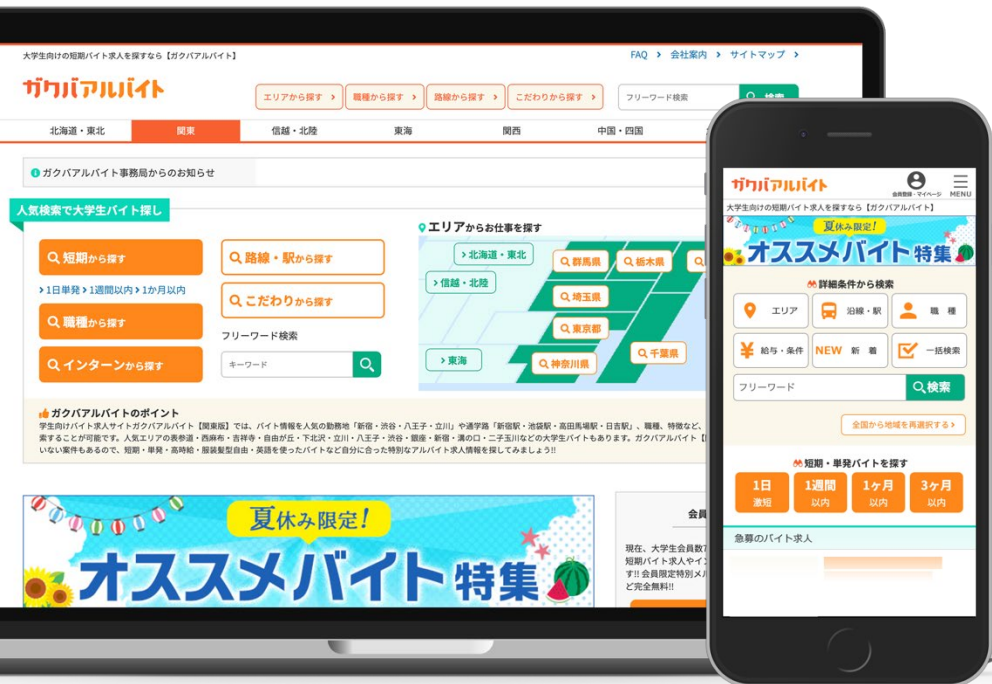 大学生向けの短期バイト求人を探すなら【ガクバアルバイト】
FAQ > 会社案内 > サイトマップ >
ガクバアルバイト
エリアから探す >
職種から探す >
路線から探す >
こだわりから探す >
フリーワード検索
検索
北海道・東北
関東
信越・北陸
東海
関西
中国・四国
ガクバアルバイト事務局からのお知らせ
人気検索で大学生バイト探し
短期から探す
>1日単発 >1週間以内 >1か月以内
職種から探す
インターンから探す
路線・駅から探す
こだわりから探す
フリーワード検索
キーワード
エリアからお仕事を探す
>北海道・東北
>信越・北陸
>東海
群馬県
栃木県
埼玉県
東京都
千葉県
神奈川県
ガクバアルバイトのポイント
学生向けバイト求人サイトガクバアルバイト【関東版】では、バイト情報を人気の勤務地「新宿・渋谷・八王子・立川」や通学路「新宿駅・池袋駅・高田馬場駅・日吉駅」、職種、特徴など、
索することが可能です。人気エリアの表参道・西麻布・吉祥寺・自由が丘・下北沢・立川・八王子・渋谷・銀座・新宿・溝の口・二子玉川などの大学生バイトもあります。ガクバアルバイト【
いない案件もあるので、短期・単発・高時給・服装髪型自由・英語を使ったバイトなど自分に合った特別なアルバイト求人情報を探してみましょう!!
夏休み限定!
オススメバイト特集
会員
現在、大学生会員数
短期バイト求人やイン
す!! 会員限定特別メル
ど完全無料!!
ガクバアルバイト
会員登録・マイページ
MENU
大学生向けの短期バイト求人を探すなら【ガクバアルバイト】
夏休み限定!
オススメバイト特集
詳細条件から検索
エリア
沿線・駅
職 種
給与・条件
NEW 新 着
一括検索
フリーワード
検索
全国から地域を再選択する >
短期・単発バイトを探す
1日
激短
1週間
以内
1ヶ月
以内
3ヶ月
以内
急募のバイト求人